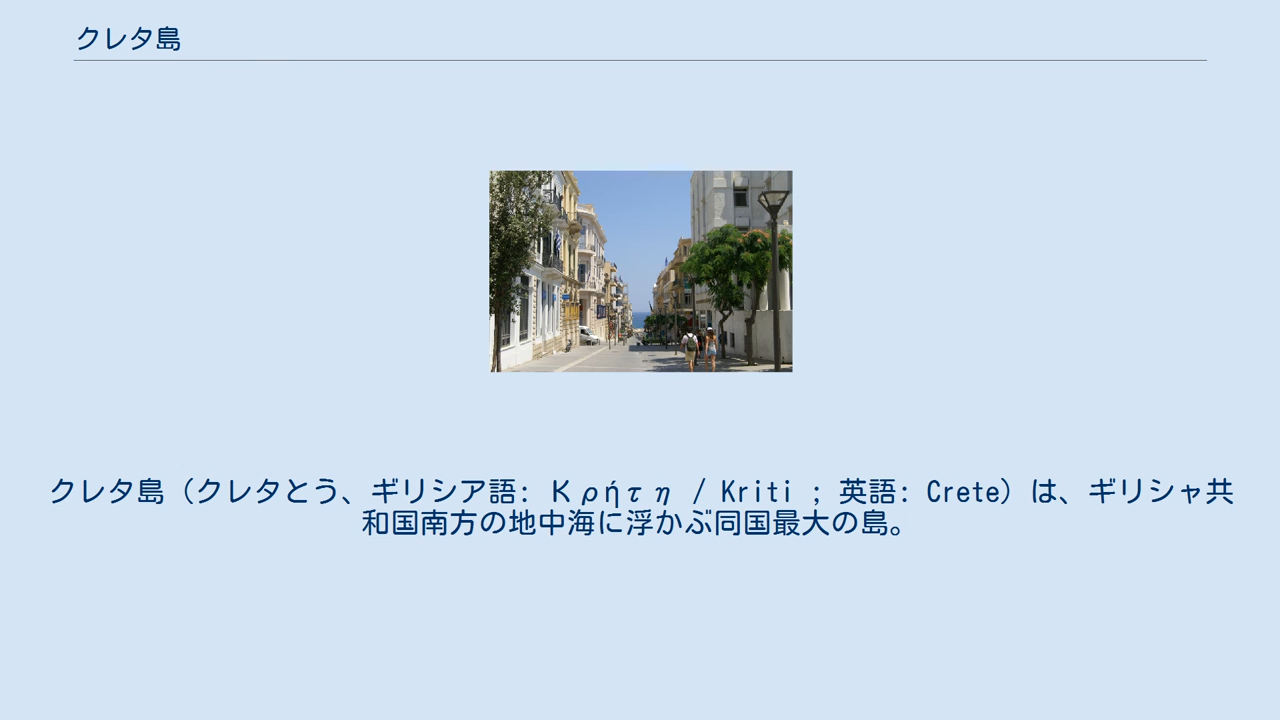 クレタ島
クレタ島（クレタとう、ギリシア語: Κρήτη / Kriti ; 英語: Crete）は、ギリシャ共
和国南方の地中海に浮かぶ同国最大の島。